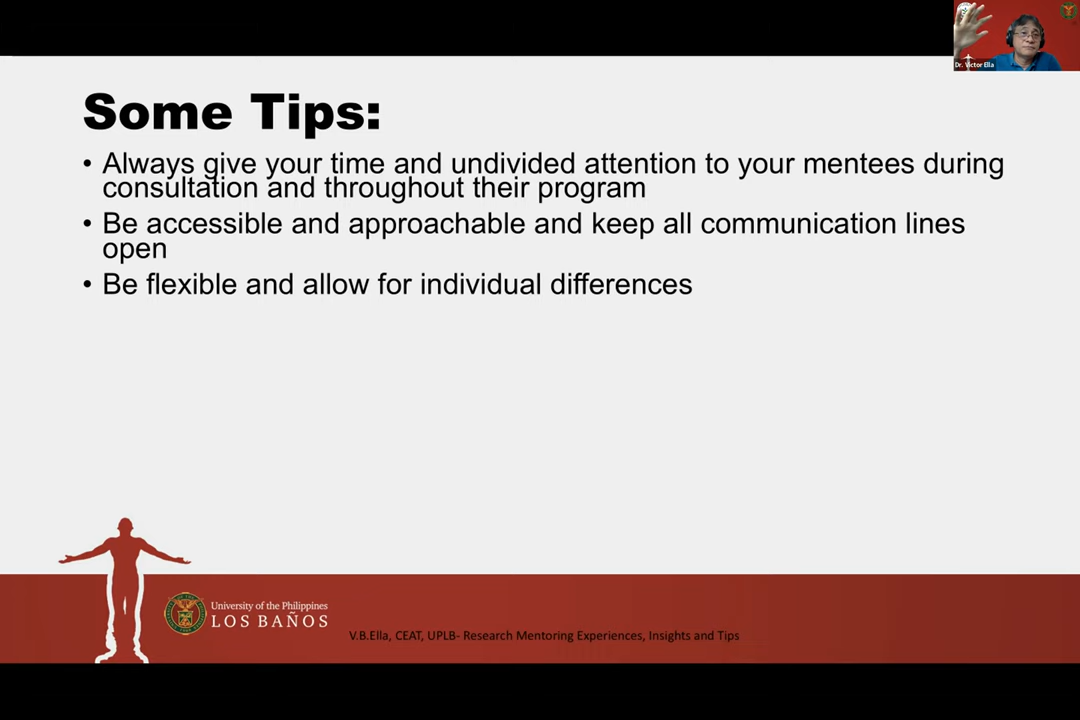 Dr. Victor Ella
Some Tips:
• Always give your time and undivided attention to your mentees during
consultation and throughout their program
• Be accessible and approachable and keep all communication lines
open
• Be flexible and allow for individual differences
University of the Philippines
LOS BAÑOS
V.B.Ella, CEAT, UPLB- Research Mentoring Experiences, Insights and Tips